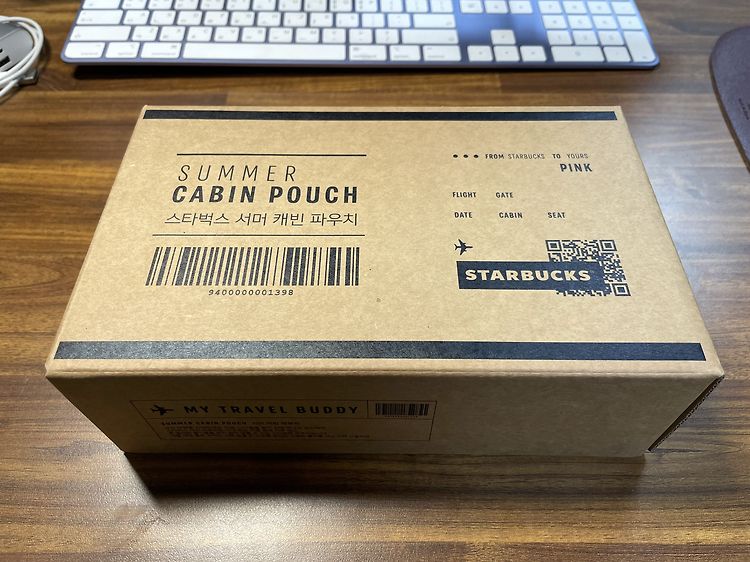 SUMMER
CABIN POUCH
스타벅스 서머 캐빈 파우치
9400000001398
FROM STARBUCKS TO YOURS
PINK
FLIGHT GATE
DATE CABIN SEAT
STARBUCKS
MY TRAVEL BUDDY
SUMMER CABIN POUCH